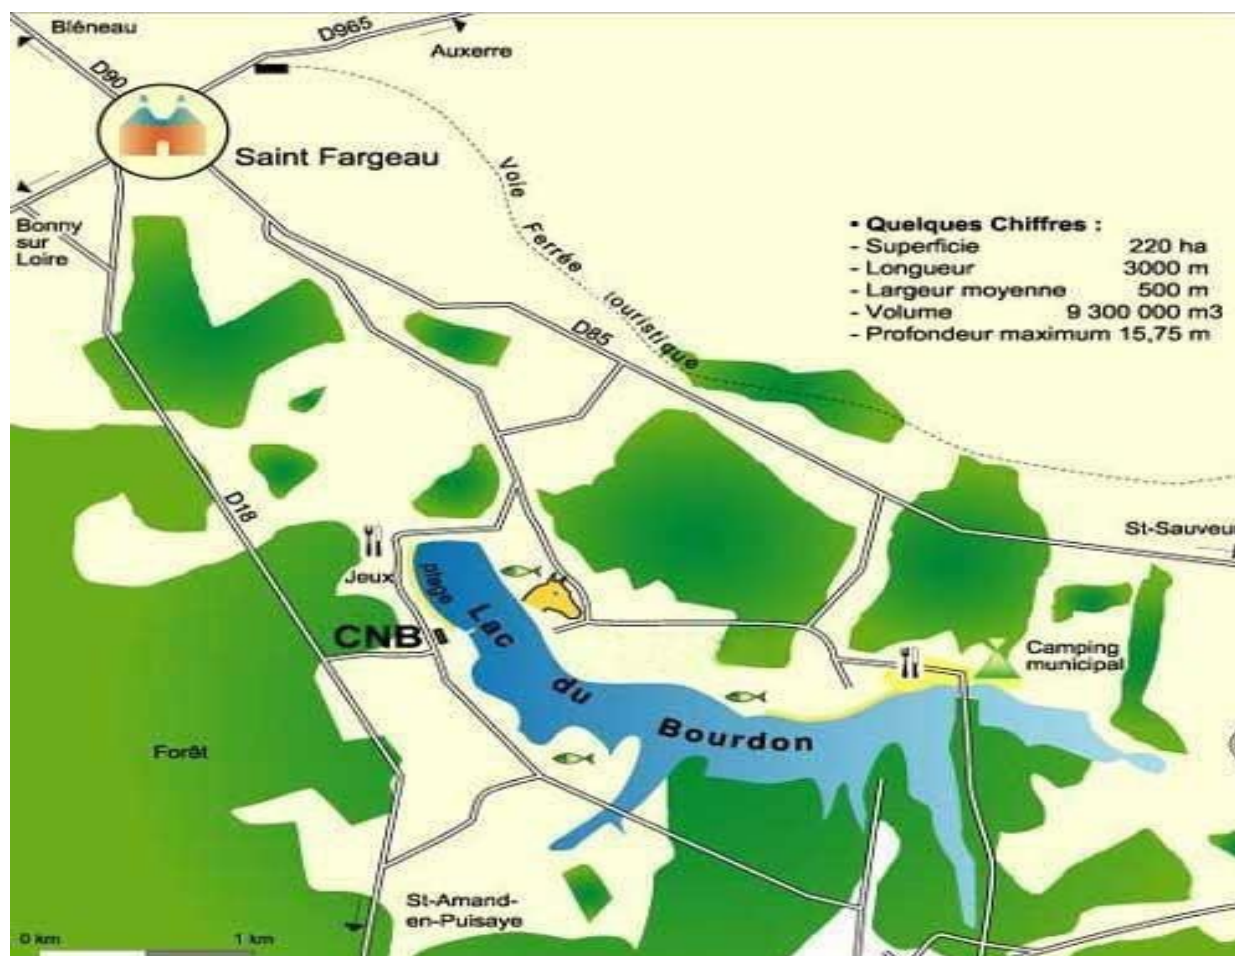 Bléneau
D965
Auxerre
D90
Saint Fargeau
Bonny
sur
Loire
Voie
Ferrée
touristique
• Quelques Chiffres :
- Superficie 220 ha
- Longueur 3000 m
- Largeur moyenne 500 m
- Volume 9 300 000 m3
- Profondeur maximum 15,75 m
D85
D18
St-Sauveur
Jeux
plage
CNB
Lac
du
Bourdon
Camping
municipal
Forêt
St-Amand-
en-Puisaye
0 km 1 km